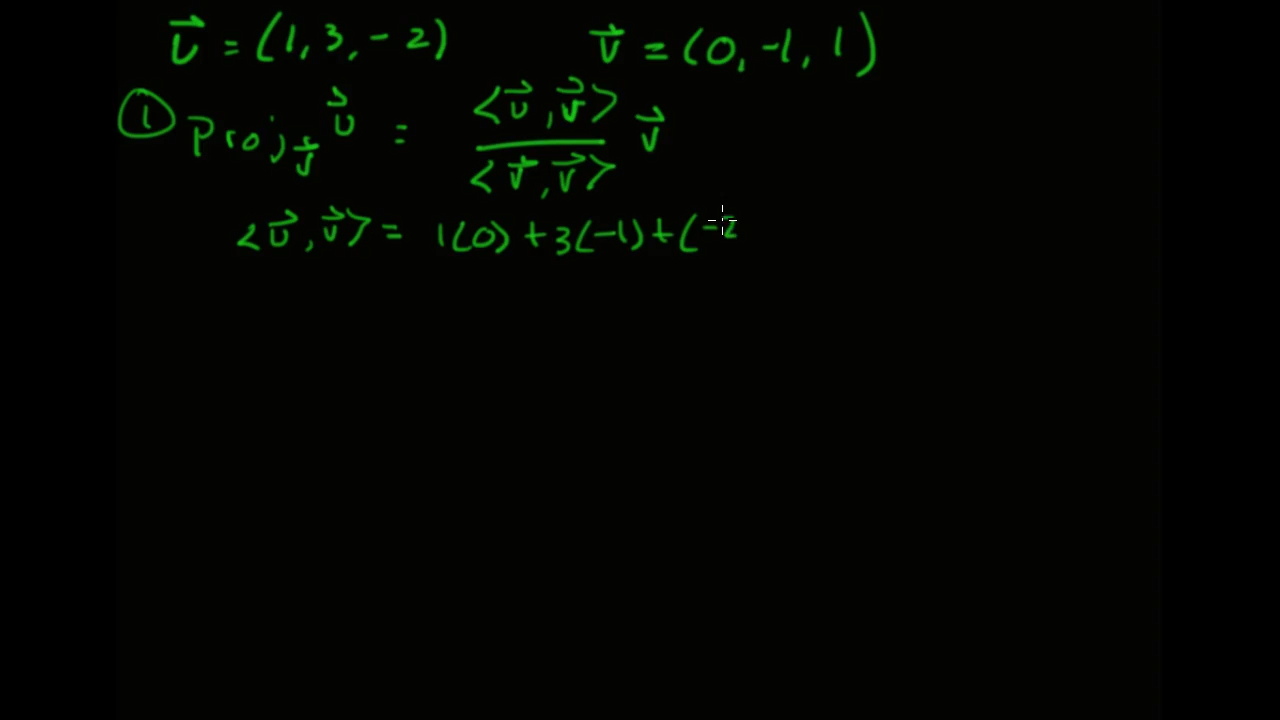 u⃗ = (1, 3, -2) v⃗ = (0, -1, 1)
① Proj_v⃗ u⃗ = <u⃗, v⃗> / <v⃗, v⃗> v⃗
<u⃗, v⃗> = 1(0) + 3(-1) + (-2